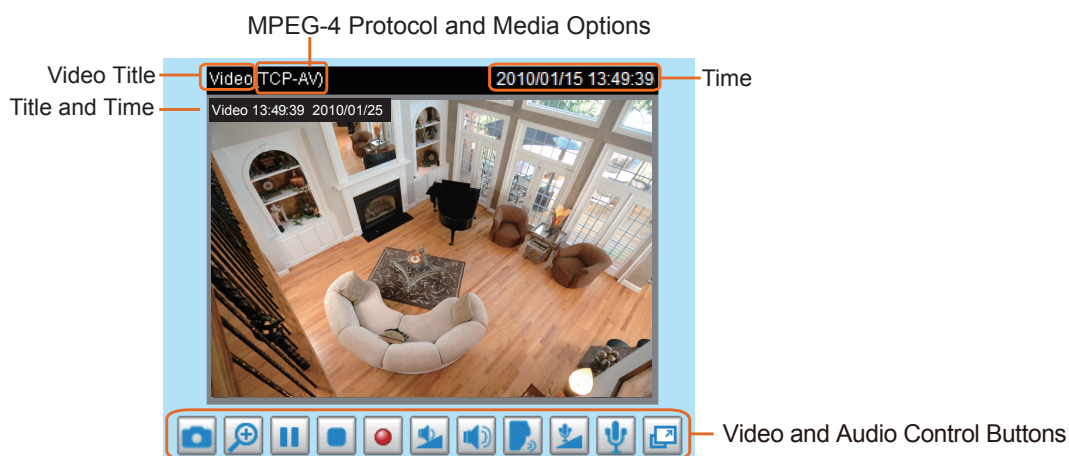 MPEG-4 Protocol and Media Options
Video Title
Video (TCP-AV)
2010/01/15 13:49:39
Time
Title and Time
Video 13:49:39 2010/01/25
Video and Audio Control Buttons